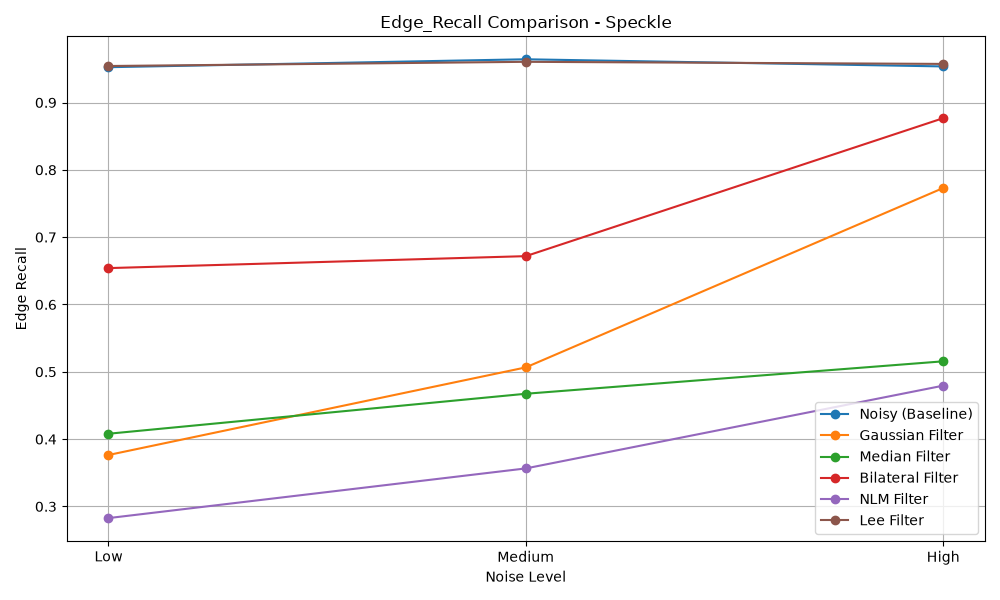 Edge_Recall Comparison - Speckle
Edge Recall
0.9
0.8
0.7
0.6
0.5
0.4
0.3
Low
Medium
High
Noise Level
Noisy (Baseline)
Gaussian Filter
Median Filter
Bilateral Filter
NLM Filter
Lee Filter